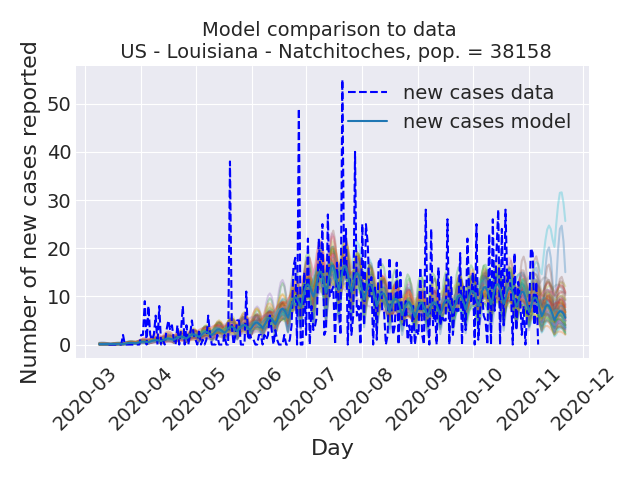 Model comparison to data
US - Louisiana - Natchitoches, pop. = 38158
Number of new cases reported
50
40
30
20
10
0
new cases data
new cases model
2020-03
2020-04
2020-05
2020-06
2020-07
2020-08
2020-09
2020-10
2020-11
2020-12
Day